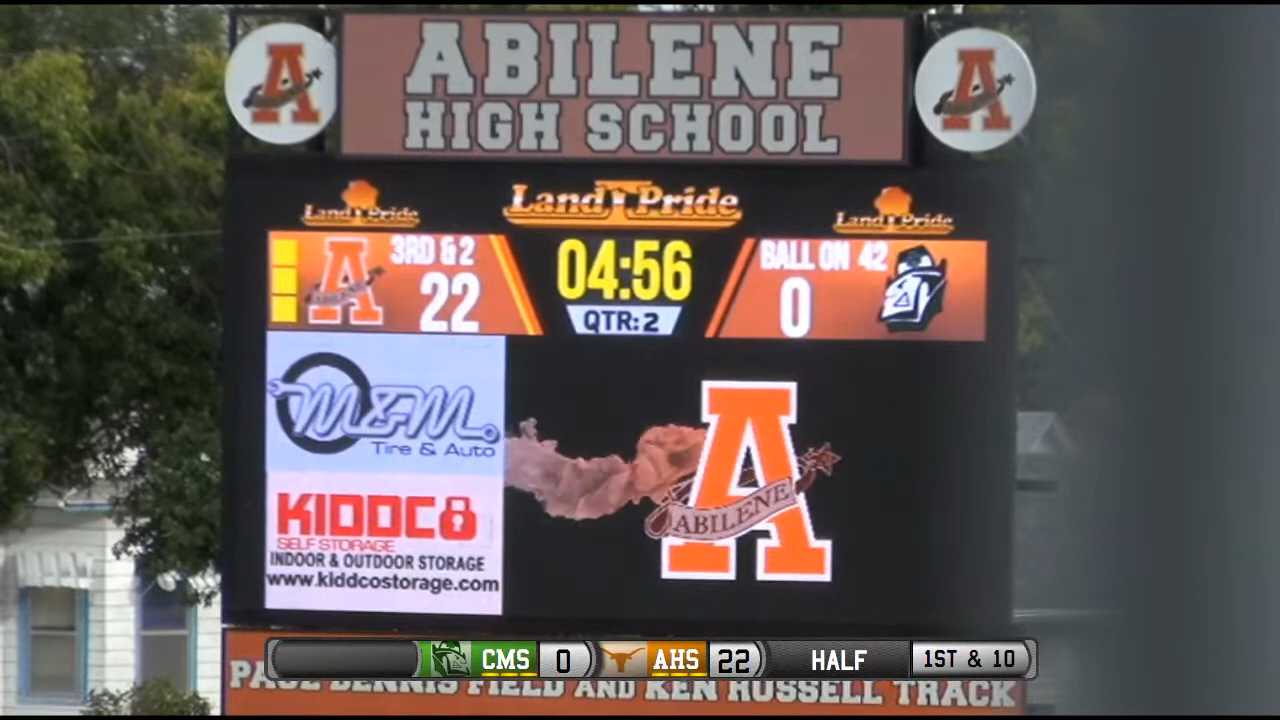 ABILENE
HIGH SCHOOL
Land Pride
Land Pride
Land Pride
3RD & 2
22
04:56
QTR: 2
BALL ON 42
0
ABILENE
M&M
Tire & Auto
KIDDCO
SELF STORAGE
INDOOR & OUTDOOR STORAGE
www.kiddcostorage.com
ABILENE
CMS 0 AHS 22 HALF 1ST & 10
DENNIS FIELD AND KEN RUSSELL TRACK